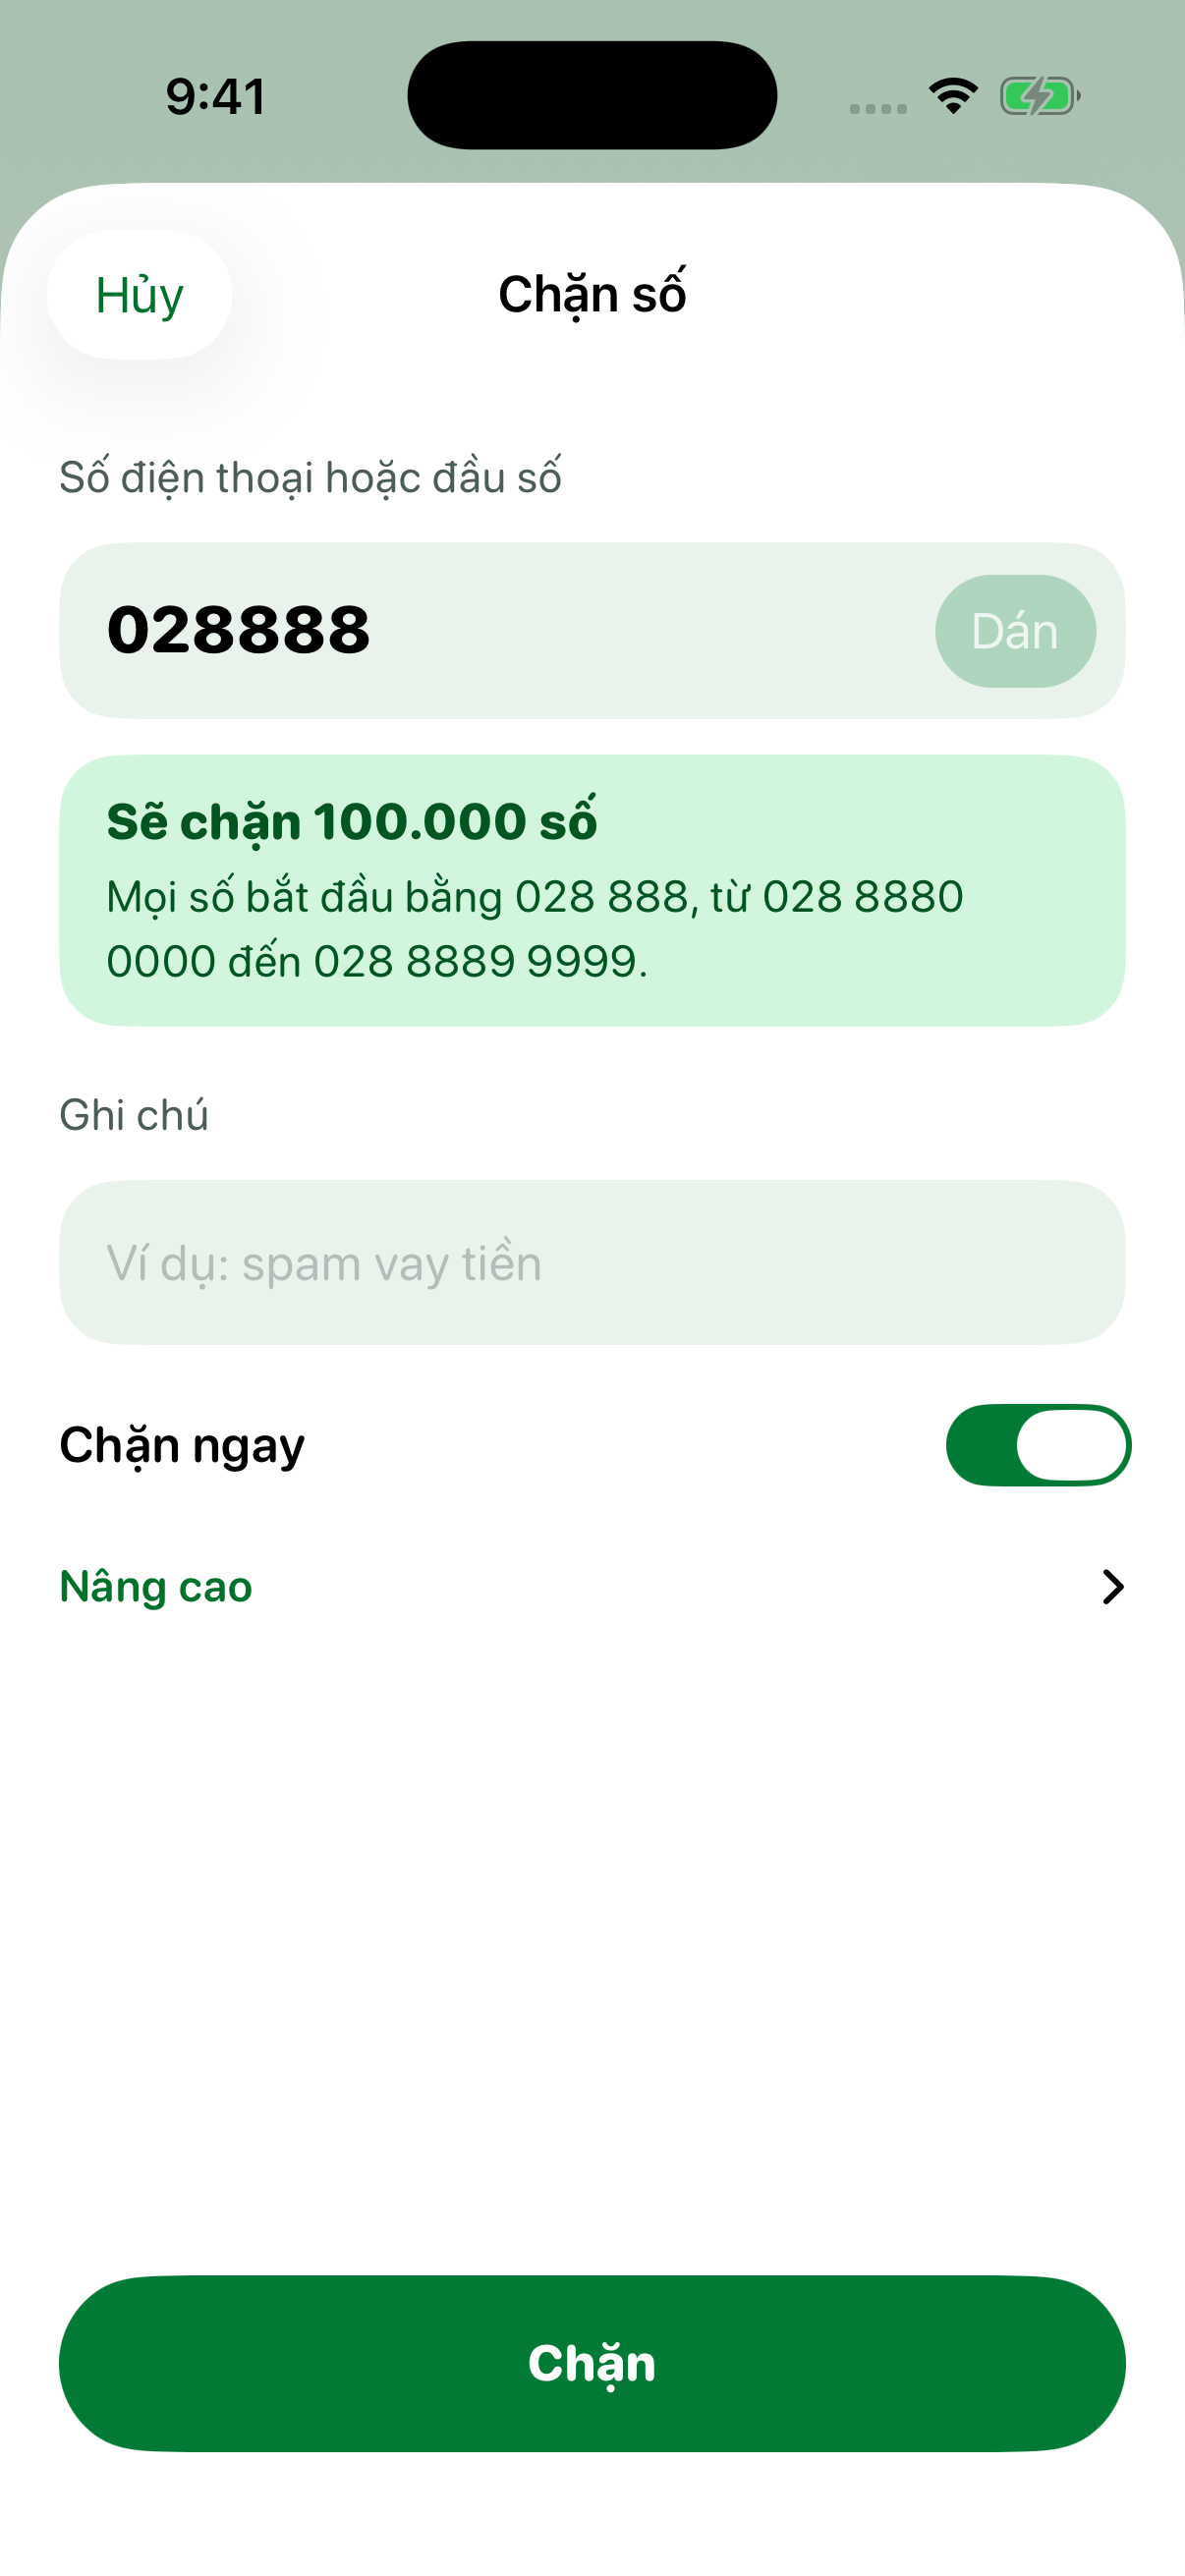 9:41
Hủy
Chặn số
Số điện thoại hoặc đầu số
028888
Dán
Sẽ chặn 100.000 số
Mọi số bắt đầu bằng 028 888, từ 028 8880
0000 đến 028 8889 9999.
Ghi chú
Ví dụ: spam vay tiền
Chặn ngay
Nâng cao
Chặn